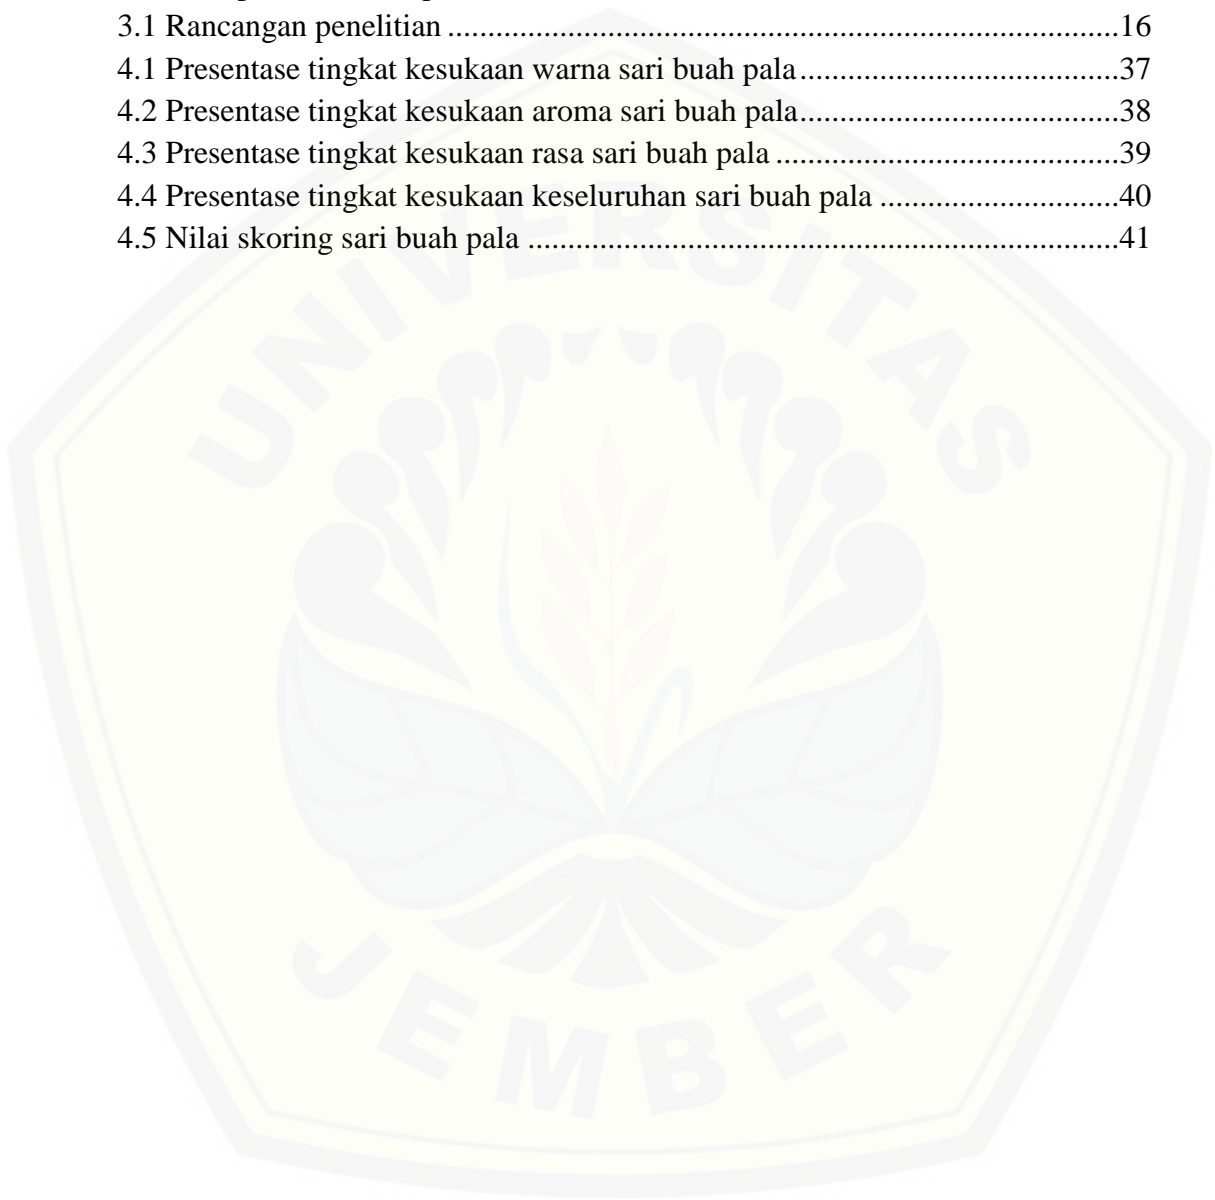 3.1 Rancangan penelitian ....................................................................................16
4.1 Presentase tingkat kesukaan warna sari buah pala........................................37
4.2 Presentase tingkat kesukaan aroma sari buah pala........................................38
4.3 Presentase tingkat kesukaan rasa sari buah pala ...........................................39
4.4 Presentase tingkat kesukaan keseluruhan sari buah pala ..............................40
4.5 Nilai skoring sari buah pala ..........................................................................41
UNIVERSITAS
JEMBER